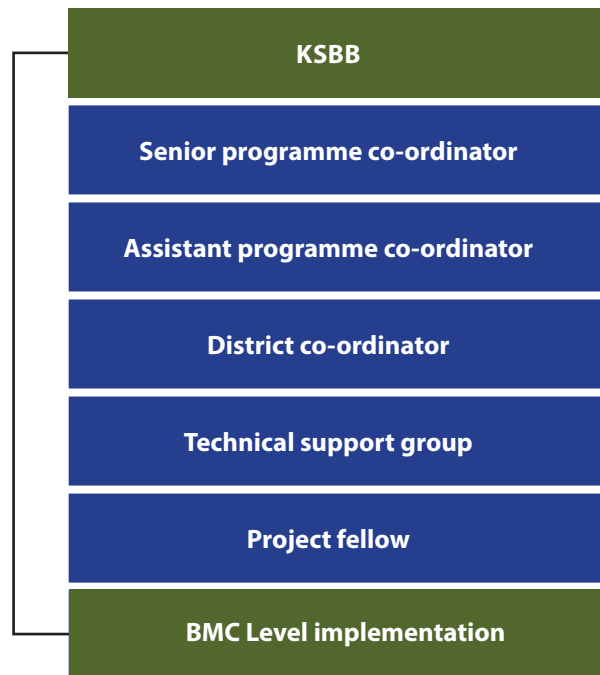 KSBB
Senior programme co-ordinator
Assistant programme co-ordinator
District co-ordinator
Technical support group
Project fellow
BMC Level implementation